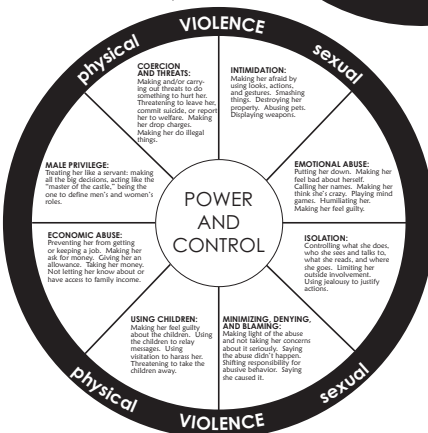 physical
VIOLENCE
sexual
COERCION
AND THREATS:
Making and/or carry-
ing out threats to do
something to hurt her.
Threatening to leave her,
commit suicide, or report
her to welfare. Making
her drop charges.
Making her do illegal
things.
INTIMIDATION:
Making her afraid by
using looks, actions,
and gestures. Smashing
things. Destroying her
property. Abusing pets.
Displaying weapons.
MALE PRIVILEGE:
Treating her like a servant: making
all the big decisions, acting like the
“master of the castle,” being the
one to define men’s and women’s
roles.
EMOTIONAL ABUSE:
Putting her down. Making her
feel bad about herself.
Calling her names. Making her
think she’s crazy. Playing mind
games. Humiliating her.
Making her feel guilty.
POWER
AND
CONTROL
ECONOMIC ABUSE:
Preventing her from getting
or keeping a job. Making her
ask for money. Giving her an
allowance. Taking her money.
Not letting her know about or
have access to family income.
ISOLATION:
Controlling what she does,
who she sees and talks to,
what she reads, and where
she goes. Limiting her
outside involvement.
Using jealousy to justify
actions.
USING CHILDREN:
Making her feel guilty
about the children. Using
the children to relay
messages. Using
visitation to harass her.
Threatening to take the
children away.
MINIMIZING, DENYING,
AND BLAMING:
Making light of the abuse
and not taking her concerns
about it seriously. Saying
the abuse didn’t happen.
Shifting responsibility for
abusive behavior. Saying
she caused it.
physical
VIOLENCE
sexual